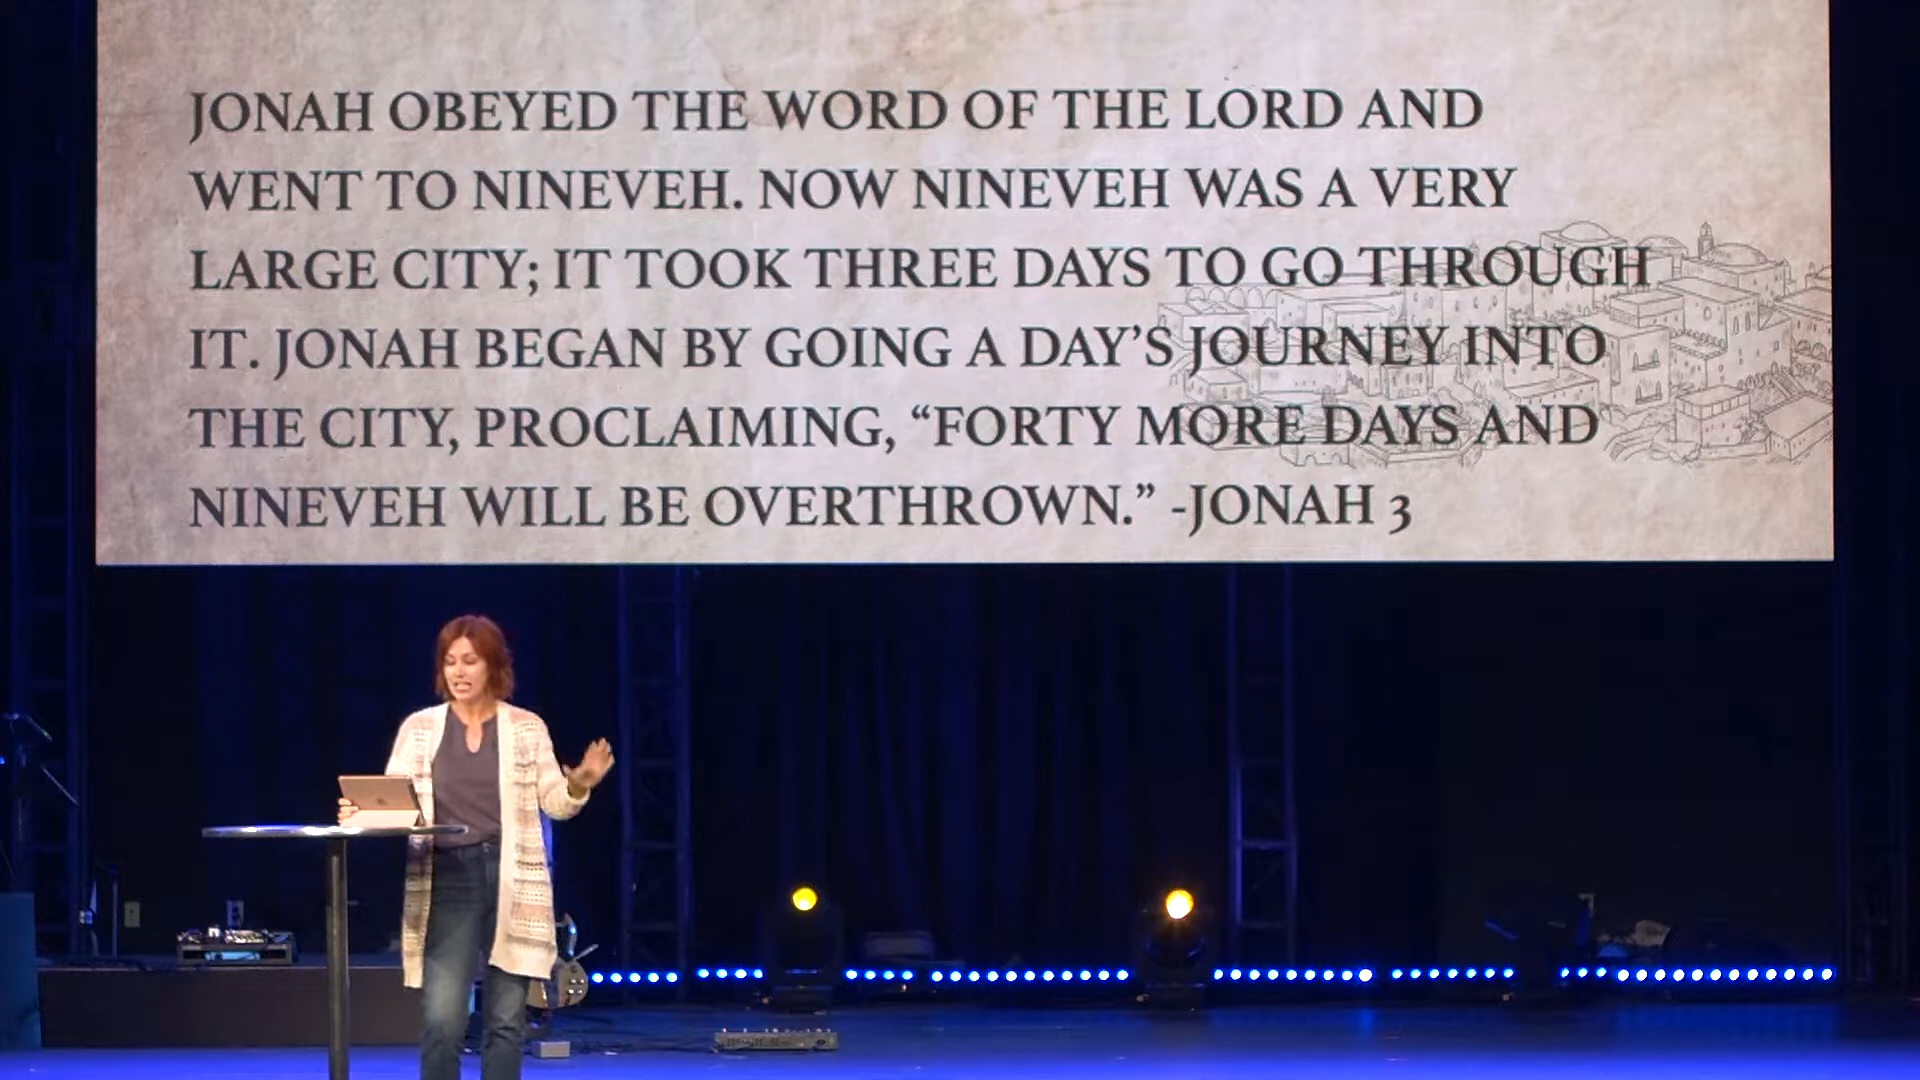 JONAH OBEYED THE WORD OF THE LORD AND
WENT TO NINEVEH. NOW NINEVEH WAS A VERY
LARGE CITY; IT TOOK THREE DAYS TO GO THROUGH
IT. JONAH BEGAN BY GOING A DAY’S JOURNEY INTO
THE CITY, PROCLAIMING, “FORTY MORE DAYS AND
NINEVEH WILL BE OVERTHROWN.” -JONAH 3